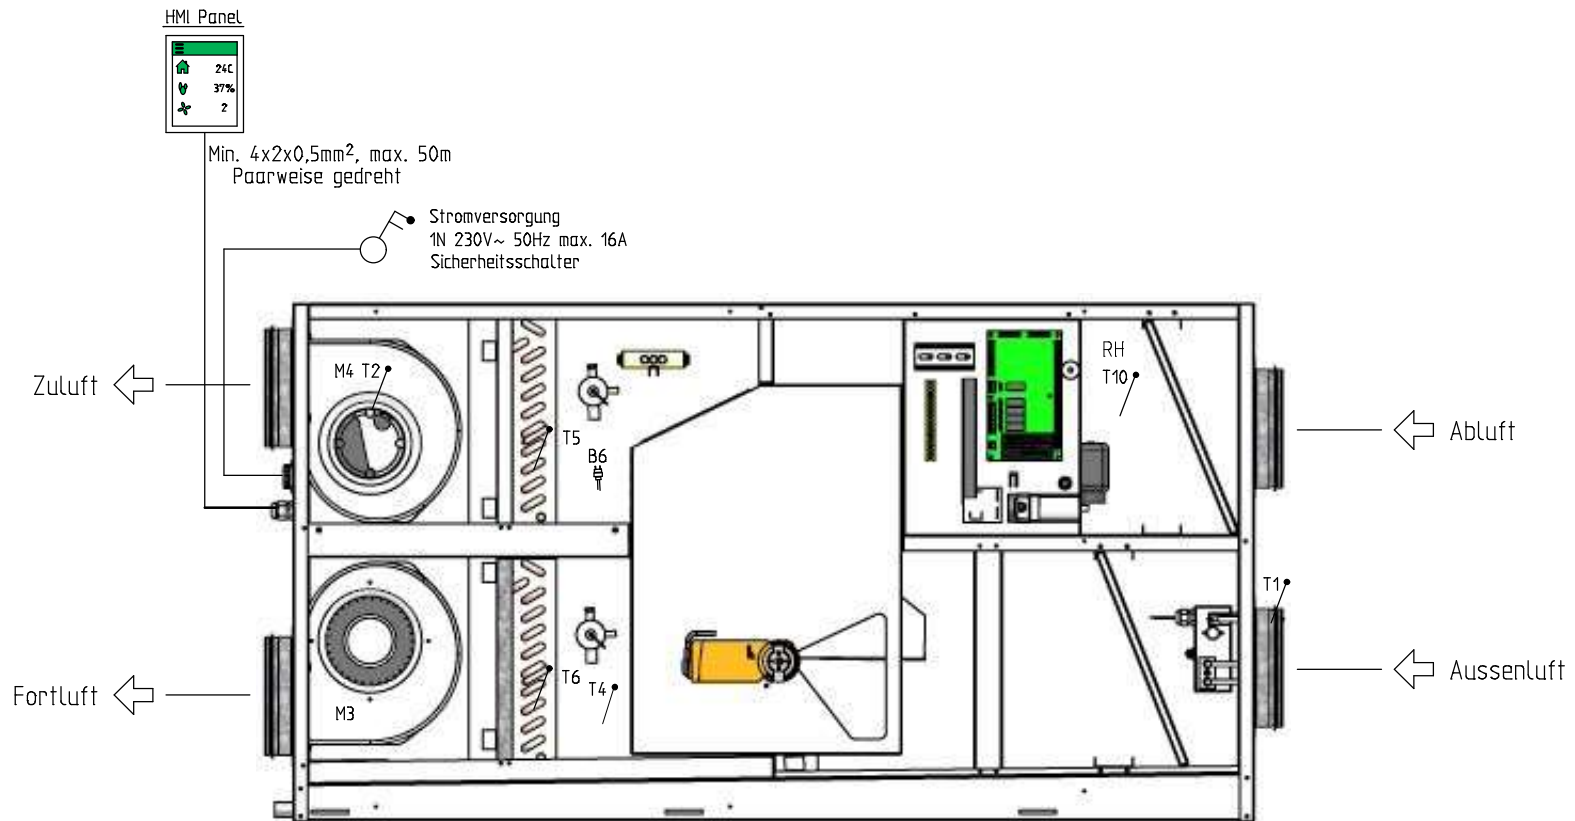 HMI Panel
24C
37%
2
Min. 4x2x0,5mm², max. 50m
Paarweise gedreht
Stromversorgung
1N 230V~ 50Hz max. 16A
Sicherheitsschalter
Zuluft
M4 T2
T5
B6
RH
T10
Abluft
T1
Fortluft
M3
T6
T4
Aussenluft